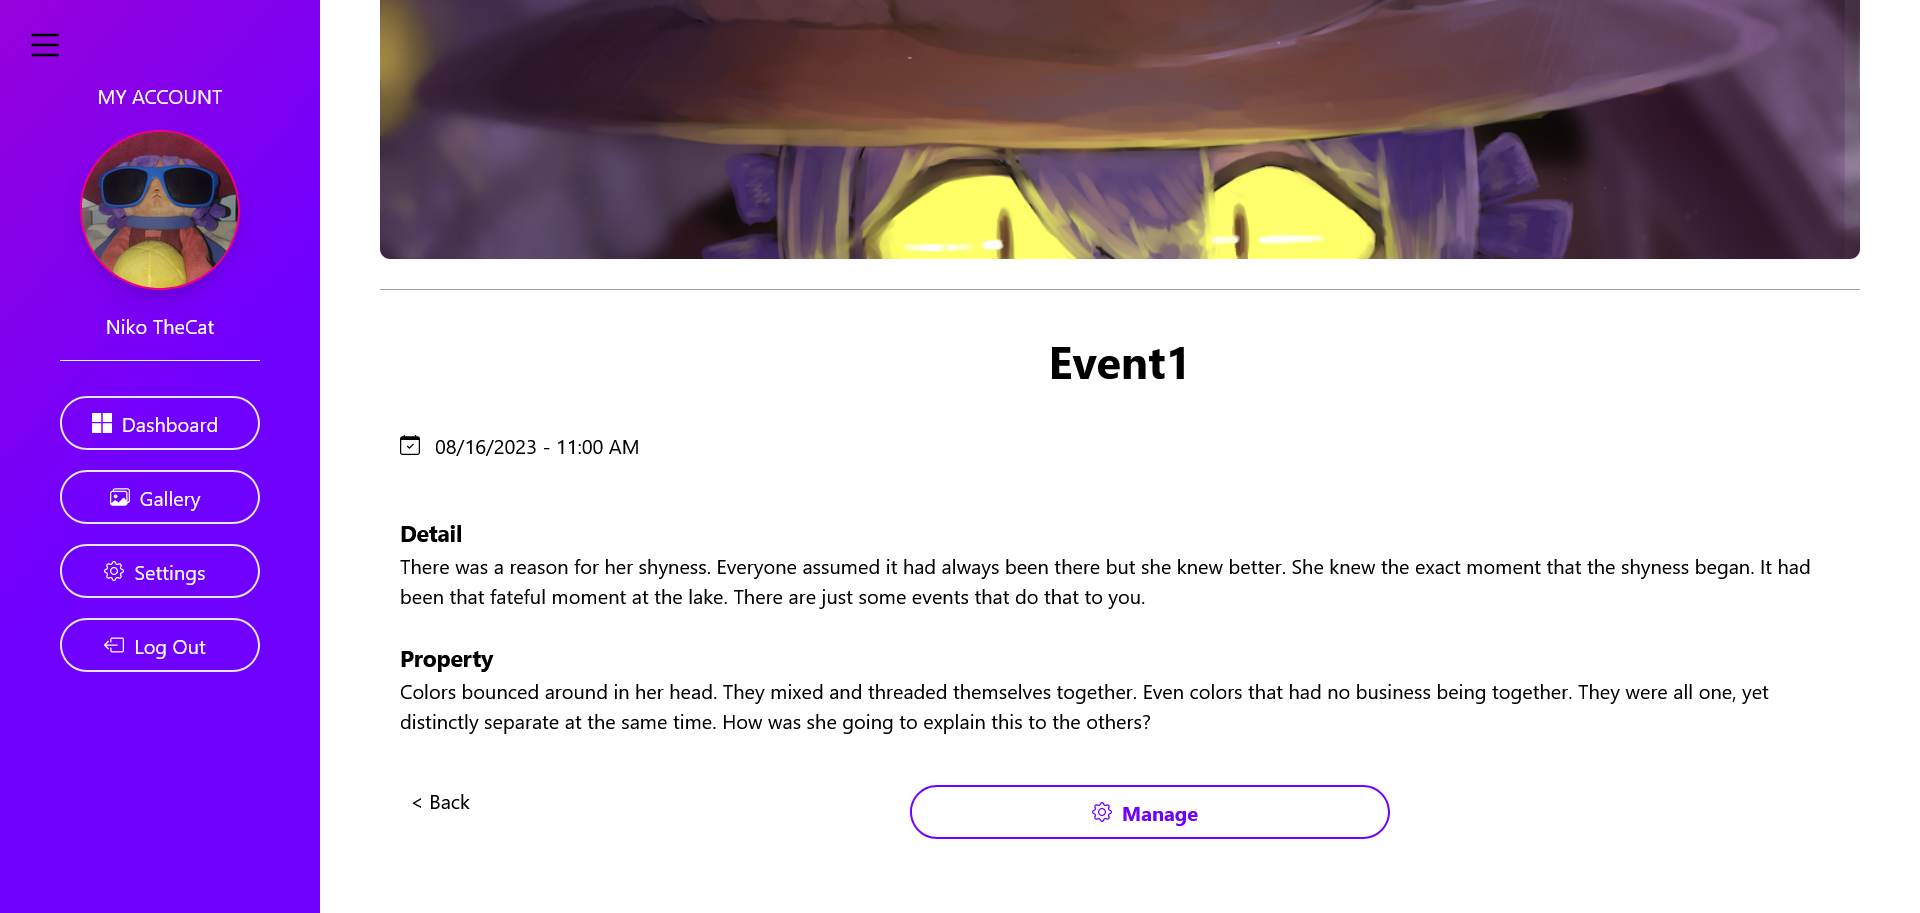 MY ACCOUNT
Niko TheCat
Dashboard
Gallery
Settings
Log Out
Event1
08/16/2023 - 11:00 AM
Detail
There was a reason for her shyness. Everyone assumed it had always been there but she knew better. She knew the exact moment that the shyness began. It had
been that fateful moment at the lake. There are just some events that do that to you.
Property
Colors bounced around in her head. They mixed and threaded themselves together. Even colors that had no business being together. They were all one, yet
distinctly separate at the same time. How was she going to explain this to the others?
< Back
Manage